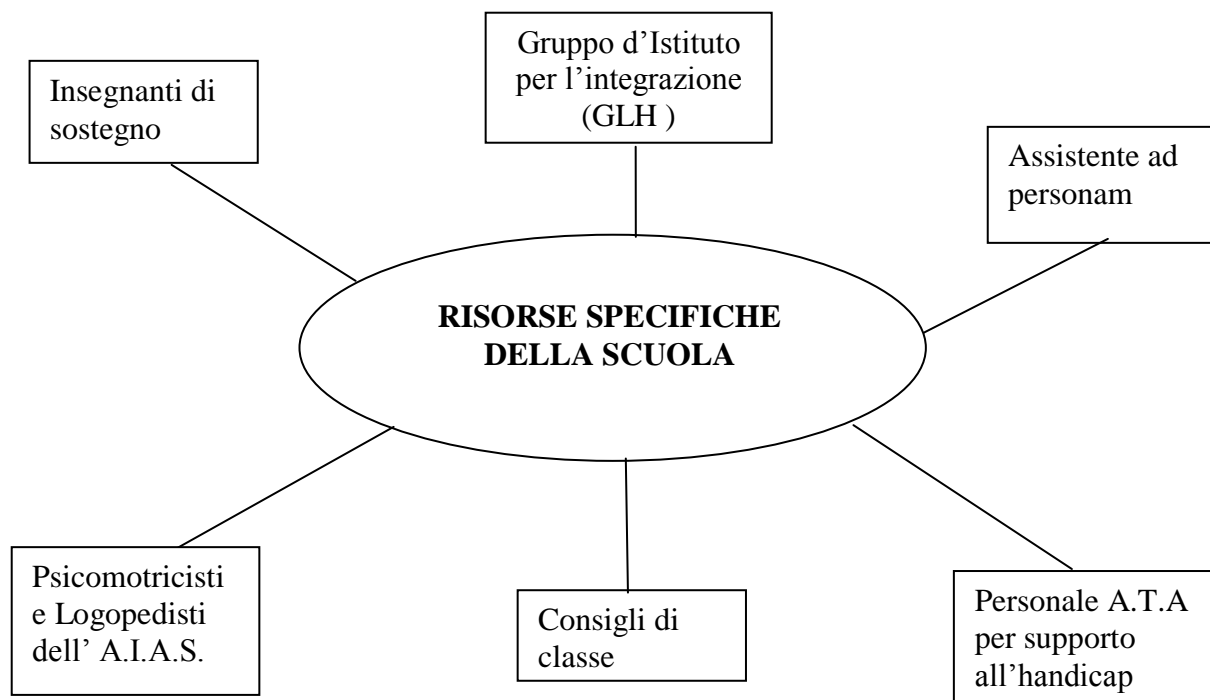 Gruppo d’Istituto
per l’integrazione
(GLH )
Insegnanti di
sostegno
Assistente ad
personam
RISORSE SPECIFICHE
DELLA SCUOLA
Psicomotricisti
e Logopedisti
dell’ A.I.A.S.
Consigli di
classe
Personale A.T.A
per supporto
all’handicap